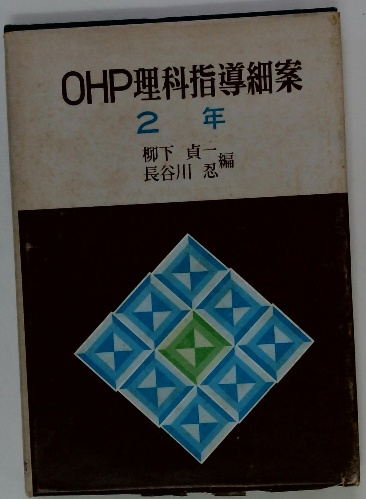 OHP理科指導細案
2 年
柳下 貞一
長谷川 忍
編